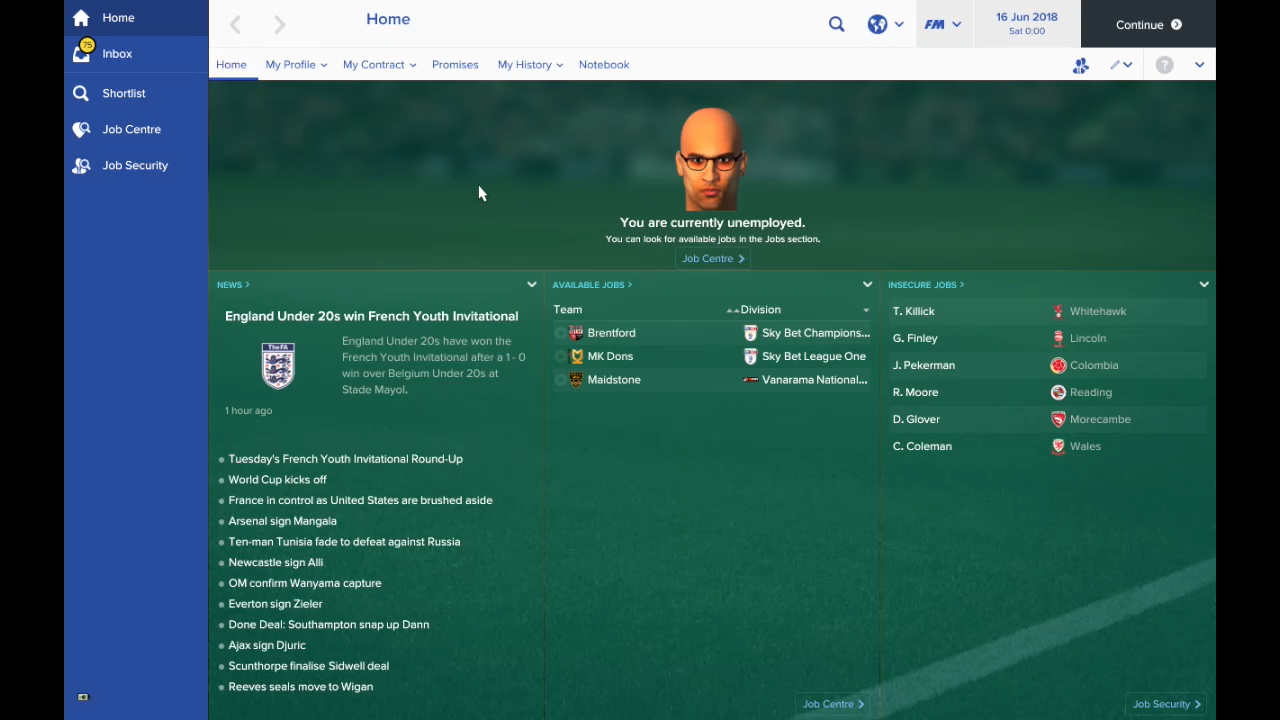 Home
75
Inbox
Shortlist
Job Centre
Job Security
Home
FM
16 Jun 2018
Sat 0:00
Continue
Home
My Profile
My Contract
Promises
My History
Notebook
?
You are currently unemployed.
You can look for available jobs in the Jobs section.
Job Centre >
NEWS >
England Under 20s win French Youth Invitational
The FA
England Under 20s have won the
French Youth Invitational after a 1 - 0
win over Belgium Under 20s at
Stade Mayol.
1 hour ago
Tuesday's French Youth Invitational Round-Up
World Cup kicks off
France in control as United States are brushed aside
Arsenal sign Mangala
Ten-man Tunisia fade to defeat against Russia
Newcastle sign Alli
OM confirm Wanyama capture
Everton sign Zieler
Done Deal: Southampton snap up Dann
Ajax sign Djuric
Scunthorpe finalise Sidwell deal
Reeves seals move to Wigan
AVAILABLE JOBS >
Team Division
Brentford Sky Bet Champions...
MK Dons Sky Bet League One
Maidstone Vanarama National...
Job Centre >
INSECURE JOBS >
T. Killick Whitehawk
G. Finley Lincoln
J. Pekerman Colombia
R. Moore Reading
D. Glover Morecambe
C. Coleman Wales
Job Security >